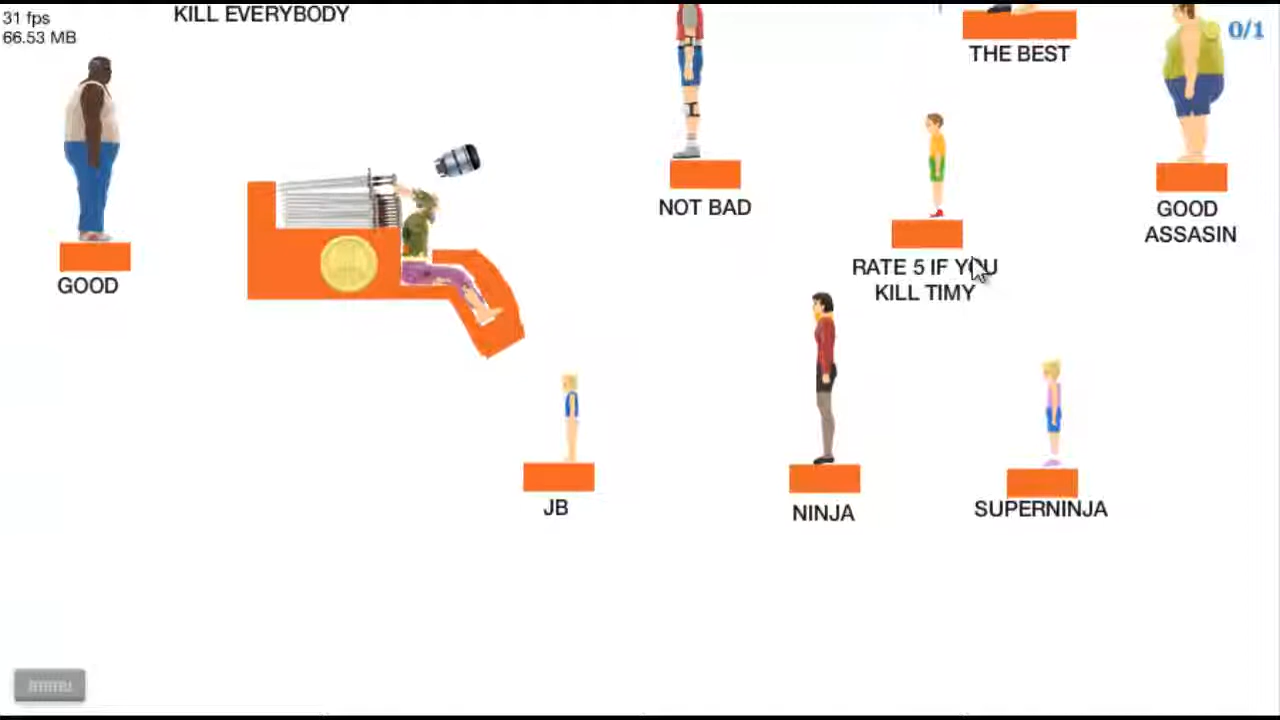 31 fps
66.53 MB
KILL EVERYBODY
0/1
THE BEST
GOOD
NOT BAD
GOOD
ASSASIN
RATE 5 IF YOU
KILL TIMY
JB
NINJA
SUPERNINJA